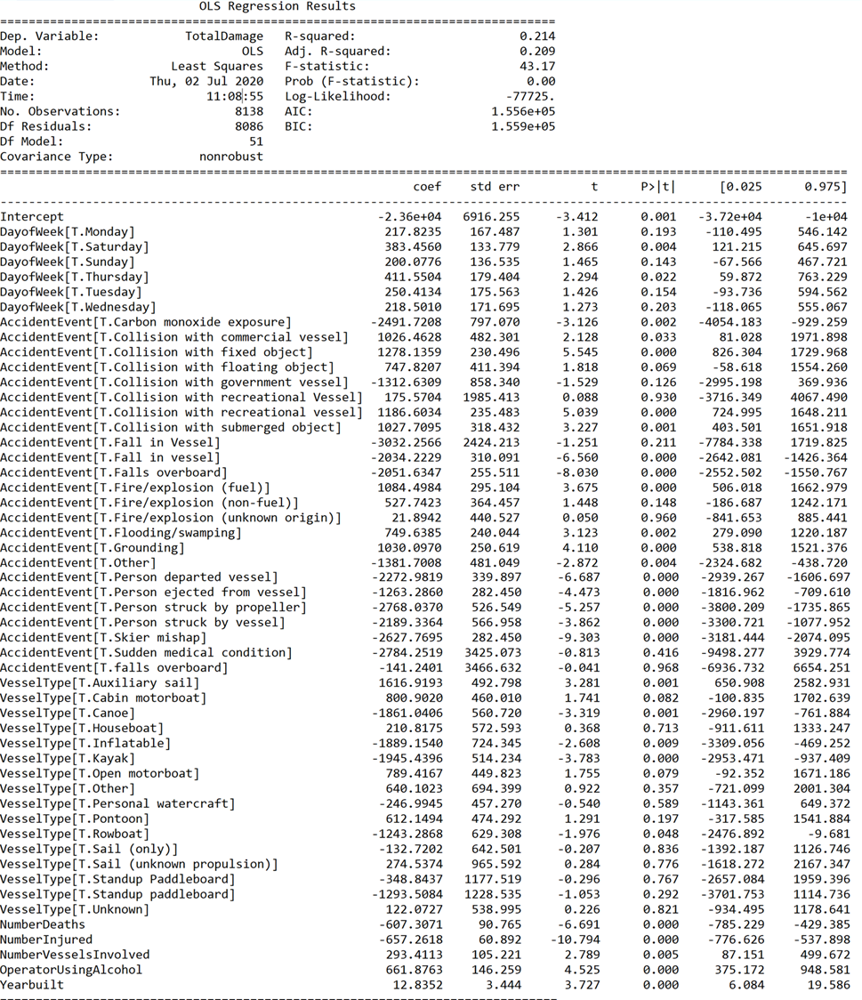 OLS Regression Results
==============================================================================
Dep. Variable: TotalDamage R-squared: 0.214
Model: OLS Adj. R-squared: 0.209
Method: Least Squares F-statistic: 43.17
Date: Thu, 02 Jul 2020 Prob (F-statistic): 0.00
Time: 11:08:55 Log-Likelihood: -77725.
No. Observations: 8138 AIC: 1.556e+05
Df Residuals: 8086 BIC: 1.559e+05
Df Model: 51
Covariance Type: nonrobust
==============================================================================
coef std err t P>|t| [0.025 0.975]
------------------------------------------------------------------------------
Intercept -2.36e+04 6916.255 -3.412 0.001 -3.72e+04 -1e+04
DayofWeek[T.Monday] 217.8235 167.487 1.301 0.193 -110.495 546.142
DayofWeek[T.Saturday] 383.4560 133.779 2.866 0.004 121.215 645.697
DayofWeek[T.Sunday] 200.0776 136.535 1.465 0.143 -67.566 467.721
DayofWeek[T.Thursday] 411.5504 179.404 2.294 0.022 59.872 763.229
DayofWeek[T.Tuesday] 250.4134 175.563 1.426 0.154 -93.736 594.562
DayofWeek[T.Wednesday] 218.5010 171.695 1.273 0.203 -118.065 555.067
AccidentEvent[T.Carbon monoxide exposure] -2491.7208 797.070 -3.126 0.002 -4054.183 -929.259
AccidentEvent[T.Collision with commercial vessel] 1026.4628 482.301 2.128 0.033 81.028 1971.898
AccidentEvent[T.Collision with fixed object] 1278.1359 230.496 5.545 0.000 826.304 1729.968
AccidentEvent[T.Collision with floating object] 747.8207 411.394 1.818 0.069 -58.618 1554.260
AccidentEvent[T.Collision with government vessel] -1312.6309 858.340 -1.529 0.126 -2995.198 369.936
AccidentEvent[T.Collision with recreational Vessel] 175.5704 1985.413 0.088 0.930 -3716.349 4067.490
AccidentEvent[T.Collision with recreational vessel] 1186.6034 235.483 5.039 0.000 724.995 1648.211
AccidentEvent[T.Collision with submerged object] 1027.7095 318.432 3.227 0.001 403.501 1651.918
AccidentEvent[T.Fall in Vessel] -3032.2566 2424.213 -1.251 0.211 -7784.338 1719.825
AccidentEvent[T.Fall in vessel] -2034.2229 310.091 -6.560 0.000 -2642.081 -1426.364
AccidentEvent[T.Falls overboard] -2051.6347 255.511 -8.030 0.000 -2552.502 -1550.767
AccidentEvent[T.Fire/explosion (fuel)] 1084.4984 295.104 3.675 0.000 506.018 1662.979
AccidentEvent[T.Fire/explosion (non-fuel)] 527.7423 364.457 1.448 0.148 -186.687 1242.171
AccidentEvent[T.Fire/explosion (unknown origin)] 21.8942 440.527 0.050 0.960 -841.653 885.441
AccidentEvent[T.Flooding/swamping] 749.6385 240.044 3.123 0.002 279.090 1220.187
AccidentEvent[T.Grounding] 1030.0970 250.619 4.110 0.000 538.818 1521.376
AccidentEvent[T.Other] -1381.7008 481.049 -2.872 0.004 -2324.682 -438.720
AccidentEvent[T.Person departed vessel] -2272.9819 339.897 -6.687 0.000 -2939.267 -1606.697
AccidentEvent[T.Person ejected from vessel] -1263.2860 282.450 -4.473 0.000 -1816.962 -709.610
AccidentEvent[T.Person struck by propeller] -2768.0370 526.549 -5.257 0.000 -3800.209 -1735.865
AccidentEvent[T.Person struck by vessel] -2189.3364 566.958 -3.862 0.000 -3300.721 -1077.952
AccidentEvent[T.Skier mishap] -2627.7695 282.450 -9.303 0.000 -3181.444 -2074.095
AccidentEvent[T.Sudden medical condition] -2784.2519 3425.073 -0.813 0.416 -9498.277 3929.774
AccidentEvent[T.falls overboard] -141.2401 3466.632 -0.041 0.968 -6936.732 6654.251
VesselType[T.Auxiliary sail] 1616.9193 492.798 3.281 0.001 650.908 2582.931
VesselType[T.Cabin motorboat] 800.9020 460.010 1.741 0.082 -100.835 1702.639
VesselType[T.Canoe] -1861.0406 560.720 -3.319 0.001 -2960.197 -761.884
VesselType[T.Houseboat] 210.8175 572.593 0.368 0.713 -911.611 1333.247
VesselType[T.Inflatable] -1889.1540 724.345 -2.608 0.009 -3309.056 -469.252
VesselType[T.Kayak] -1945.4396 514.234 -3.783 0.000 -2953.471 -937.409
VesselType[T.Open motorboat] 789.4167 449.823 1.755 0.079 -92.352 1671.186
VesselType[T.Other] 640.1023 694.399 0.922 0.357 -721.099 2001.304
VesselType[T.Personal watercraft] -246.9945 457.270 -0.540 0.589 -1143.361 649.372
VesselType[T.Pontoon] 612.1494 474.292 1.291 0.197 -317.585 1541.884
VesselType[T.Rowboat] -1243.2868 629.308 -1.976 0.048 -2476.892 -9.681
VesselType[T.Sail (only)] -132.7202 642.501 -0.207 0.836 -1392.187 1126.746
VesselType[T.Sail (unknown propulsion)] 274.5374 965.592 0.284 0.776 -1618.272 2167.347
VesselType[T.Standup Paddleboard] -348.8437 1177.519 -0.296 0.767 -2657.084 1959.396
VesselType[T.Standup paddleboard] -1293.5084 1228.535 -1.053 0.292 -3701.753 1114.736
VesselType[T.Unknown] 122.0727 538.995 0.226 0.821 -934.495 1178.641
NumberDeaths -607.3071 90.765 -6.691 0.000 -785.229 -429.385
NumberInjured -657.2618 60.892 -10.794 0.000 -776.626 -537.898
NumberVesselsInvolved 293.4113 105.221 2.789 0.005 87.151 499.672
OperatorUsingAlcohol 661.8763 146.259 4.525 0.000 375.172 948.581
Yearbuilt 12.8352 3.444 3.727 0.000 6.084 19.586
------------------------------------------------------------------------------